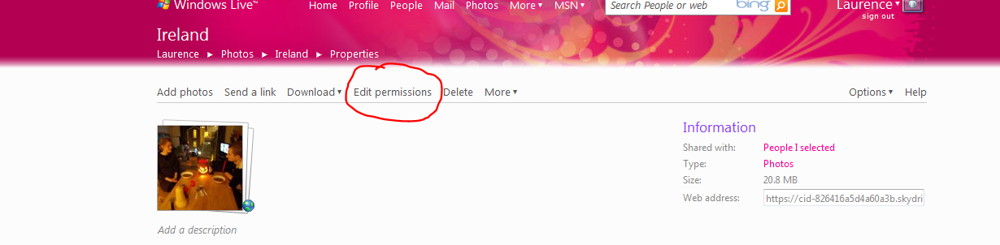 Windows Live™ Home Profile People Mail Photos More MSN Search People or web bing Laurence
sign out
Ireland
Laurence ▸ Photos ▸ Ireland ▸ Properties
Add photos Send a link Download Edit permissions Delete More Options Help
Information
Shared with: People I selected
Type: Photos
Size: 20.8 MB
Web address: https://cid-826416a5d4a60a3b.skydri
Add a description